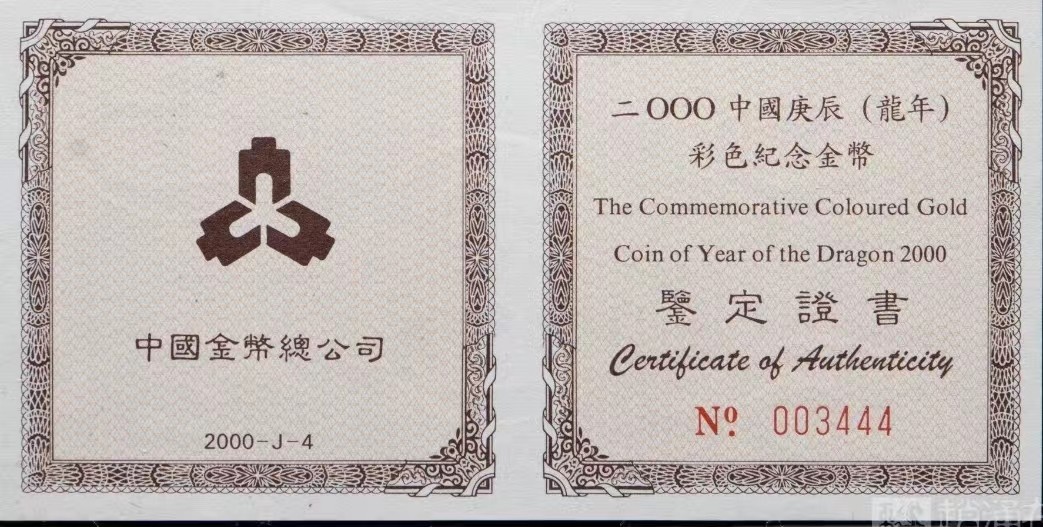 中國金幣總公司
2000-J-4
二OOO中國庚辰（龍年）
彩色紀念金幣
The Commemorative Coloured Gold
Coin of Year of the Dragon 2000
鑒定證書
Certificate of Authenticity
Nº 003444